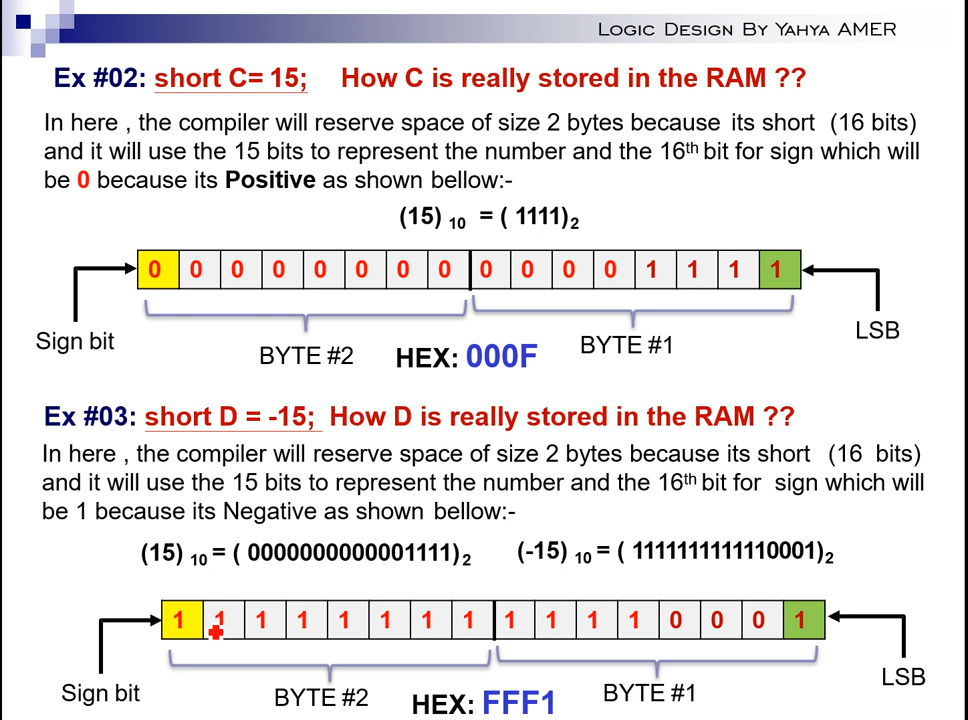 Logic Design By Yahya AMER
Ex #02: short C= 15; How C is really stored in the RAM ??
In here , the compiler will reserve space of size 2 bytes because its short (16 bits)
and it will use the 15 bits to represent the number and the 16th bit for sign which will
be 0 because its Positive as shown bellow:-
(15) 10 = ( 1111)2
0 0 0 0 0 0 0 0 0 0 0 0 1 1 1 1
Sign bit
LSB
BYTE #2
HEX: 000F
BYTE #1
Ex #03: short D = -15; How D is really stored in the RAM ??
In here , the compiler will reserve space of size 2 bytes because its short (16 bits)
and it will use the 15 bits to represent the number and the 16th bit for sign which will
be 1 because its Negative as shown bellow:-
(15) 10 = ( 0000000000001111)2 (-15) 10 = ( 1111111111110001)2
1 1 1 1 1 1 1 1 1 1 1 1 0 0 0 1
Sign bit
LSB
BYTE #2
HEX: FFF1
BYTE #1